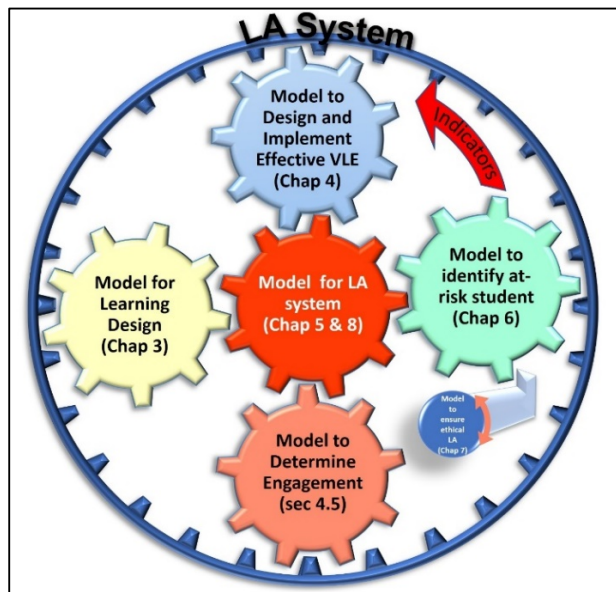 LA System
Model to
Design and
Implement
Effective VLE
(Chap 4)
Indicators
Model for
Learning
Design
(Chap 3)
Model for LA
system
(Chap 5 & 8)
Model to
identify at-
risk student
(Chap 6)
Model
to
ensure
ethical
LA
(Chap 7)
Model to
Determine
Engagement
(sec 4.5)